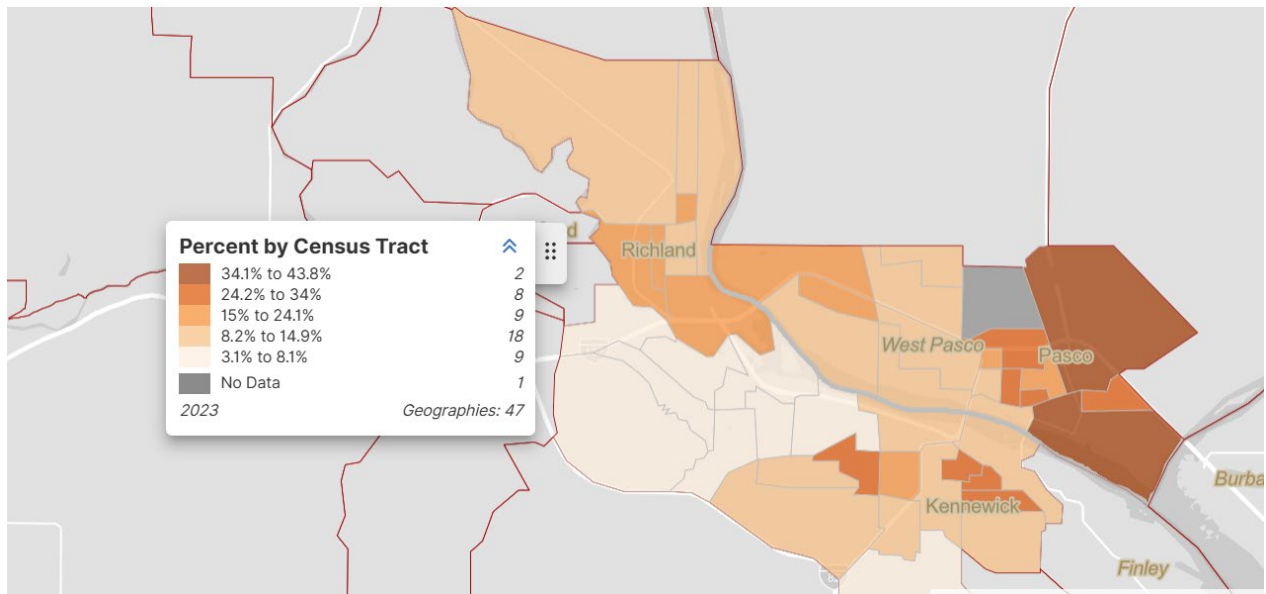 Percent by Census Tract
34.1% to 43.8% 2
24.2% to 34% 8
15% to 24.1% 9
8.2% to 14.9% 18
3.1% to 8.1% 9
No Data 1
2023 Geographies: 47
d
Richland
West Pasco
Pasco
Kennewick
Burba
Finley